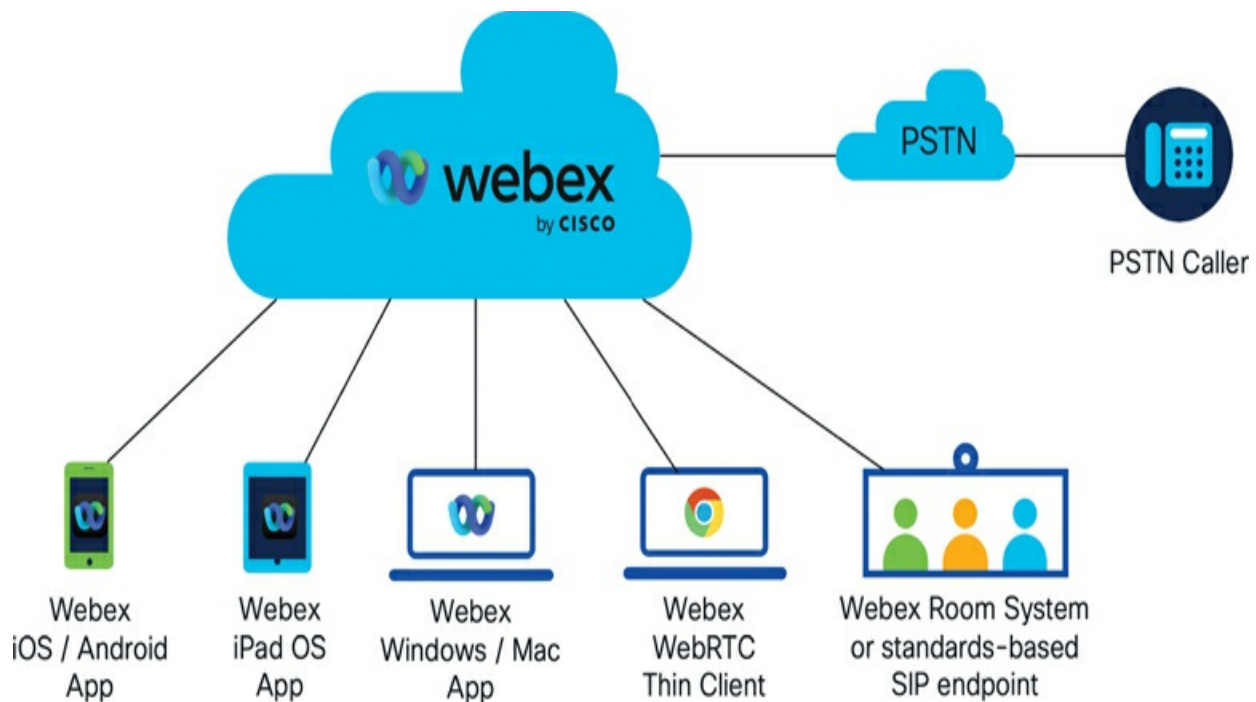 webex
by CISCO
PSTN
PSTN Caller
Webex
iOS / Android
App
Webex
iPad OS
App
Webex
Windows / Mac
App
Webex
WebRTC
Thin Client
Webex Room System
or standards-based
SIP endpoint